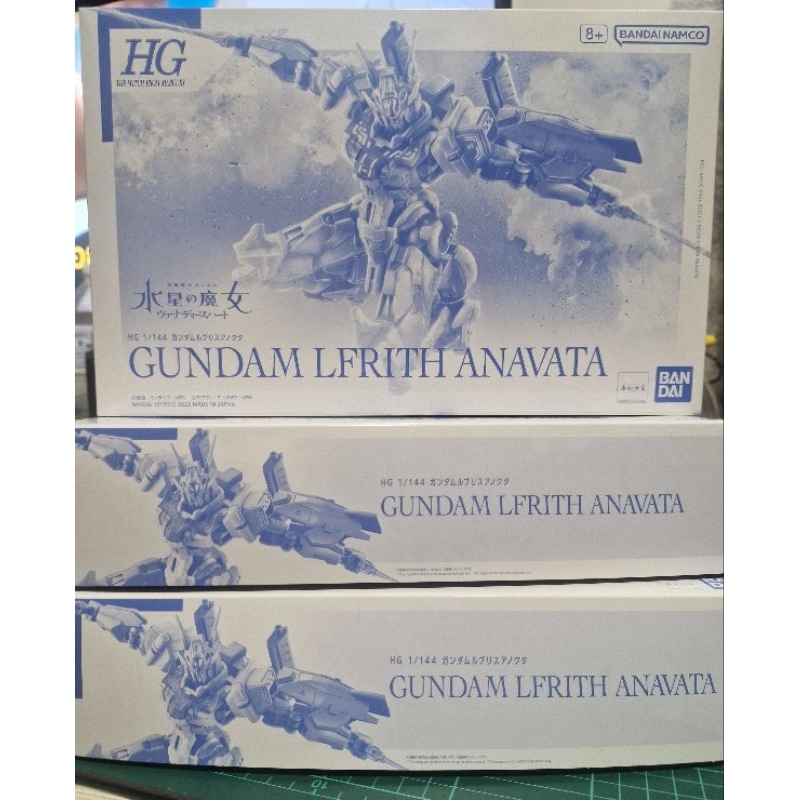 HG
8+
BANDAI NAMCO
水星の魔女
ヴァナディースハート
HG 1/144 ガンダムルブリスアノクタ
GUNDAM LFRITH ANAVATA
BAN
DAI
HG 1/144 ガンダムルブリスアノクタ
GUNDAM LFRITH ANAVATA
HG 1/144 ガンダムルブリスアノクタ
GUNDAM LFRITH ANAVATA
10